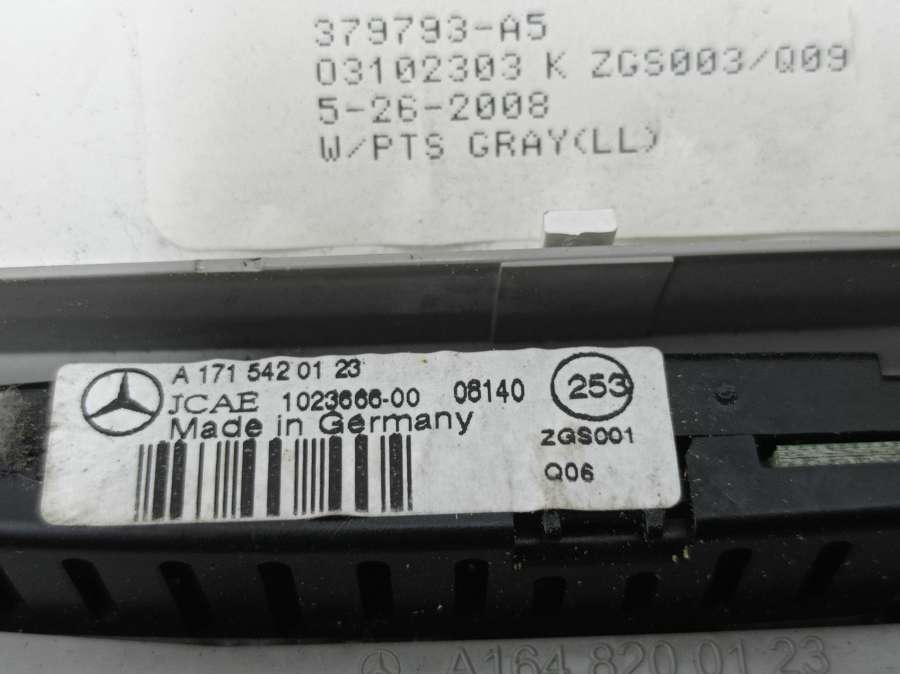 379793-A5
03102303 K ZGS003/Q09
5-26-2008
W/PTS GRAY(LL)
A 171 542 01 23
JCAE 1023666-00 08140
Made in Germany
253
ZGS001
Q06
A164 820 01 23